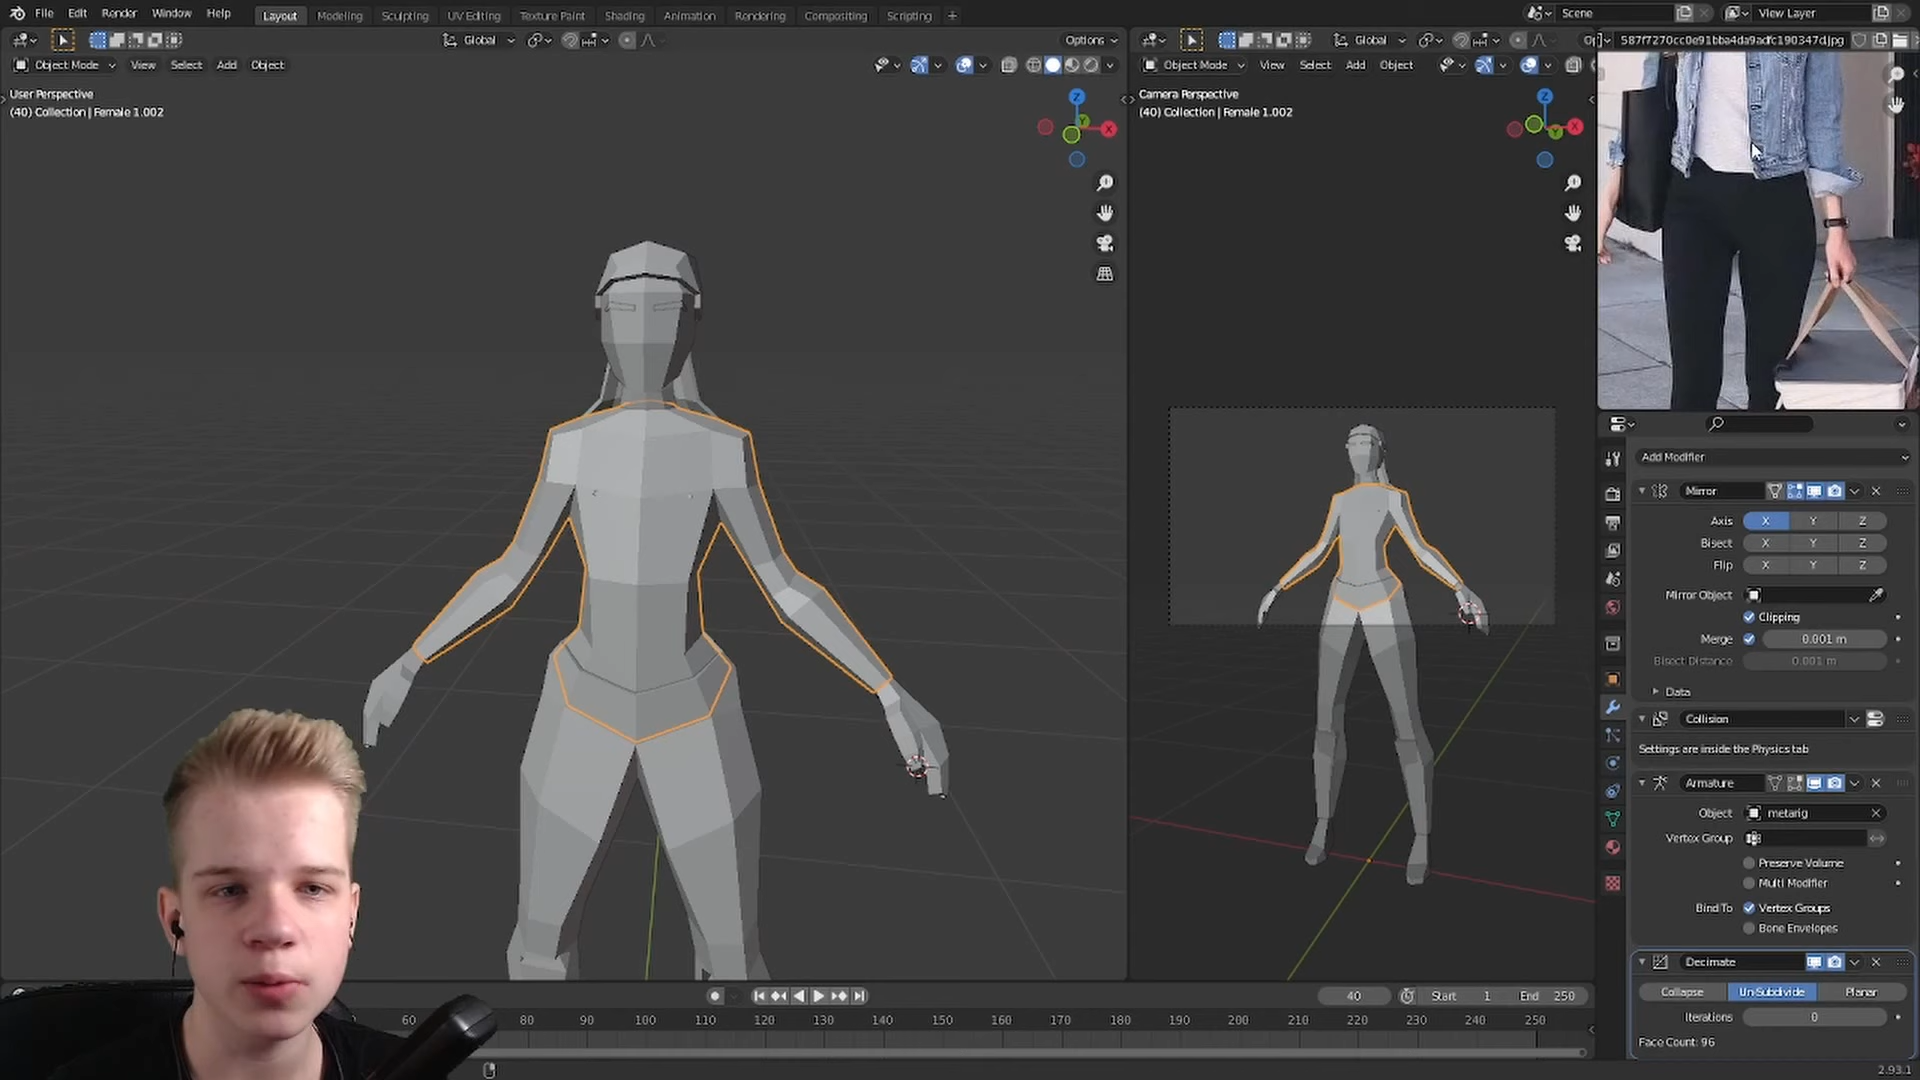 File Edit Render Window Help
Layout Modeling Sculpting UV Editing Texture Paint Shading Animation Rendering Compositing Scripting +
Scene
View Layer
Global
Options
Object Mode View Select Add Object
User Perspective
(40) Collection | Female 1.002
Z
Y
X
Global
Object Mode View Select Add Object
Camera Perspective
(40) Collection | Female 1.002
Z
Y
X
587f7270cc0e91bba4da9adfc190347d.jpg
Add Modifier
Mirror
Axis X Y Z
Bisect X Y Z
Flip X Y Z
Mirror Object
Clipping
Merge 0.001 m
Bisect Distance 0.001 m
Data
Collision
Settings are inside the Physics tab
Armature
Object metarig
Vertex Group
Preserve Volume
Multi Modifier
Bind To Vertex Groups
Bone Envelopes
Decimate
Collapse Un-Subdivide Planar
Iterations 0
Face Count: 96
40 Start 1 End 250
60 80 90 100 110 120 130 140 150 160 170 180 190 200 210 220 230 240 250
2.93.1